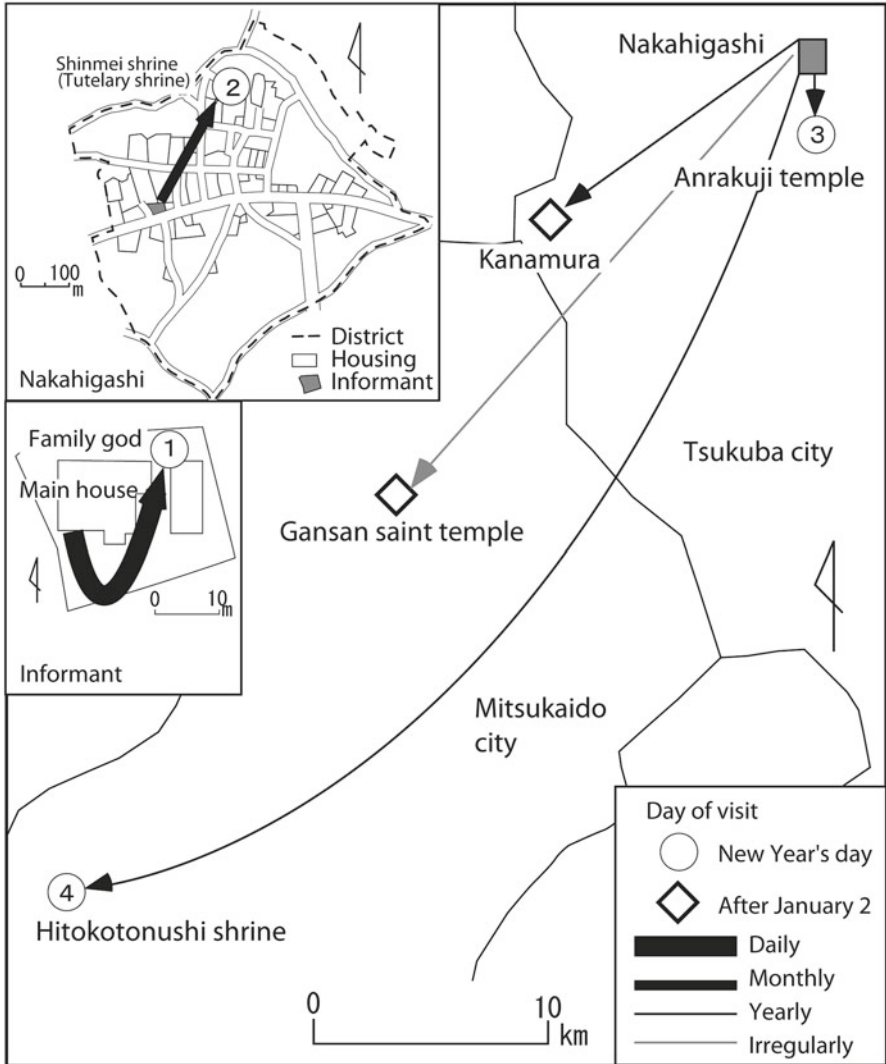 Shinmei shrine
(Tutelary shrine)
2
0 100
m
District
Housing
Informant
Nakahigashi
Nakahigashi
3
Anrakuji temple
Kanamura
Family god
1
Main house
0 10
m
Informant
Tsukuba city
Gansan saint temple
Mitsukaido
city
4
Hitokotonushi shrine
0 10
km
Day of visit
New Year's day
After January 2
Daily
Monthly
Yearly
Irregularly